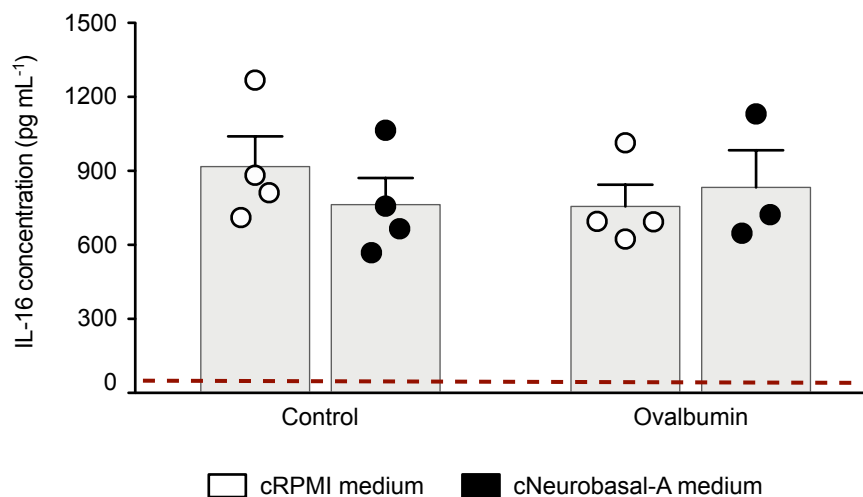 IL-16 concentration (pg mL⁻¹)
1500
1200
900
600
300
0
Control Ovalbumin
cRPMI medium cNeurobasal-A medium